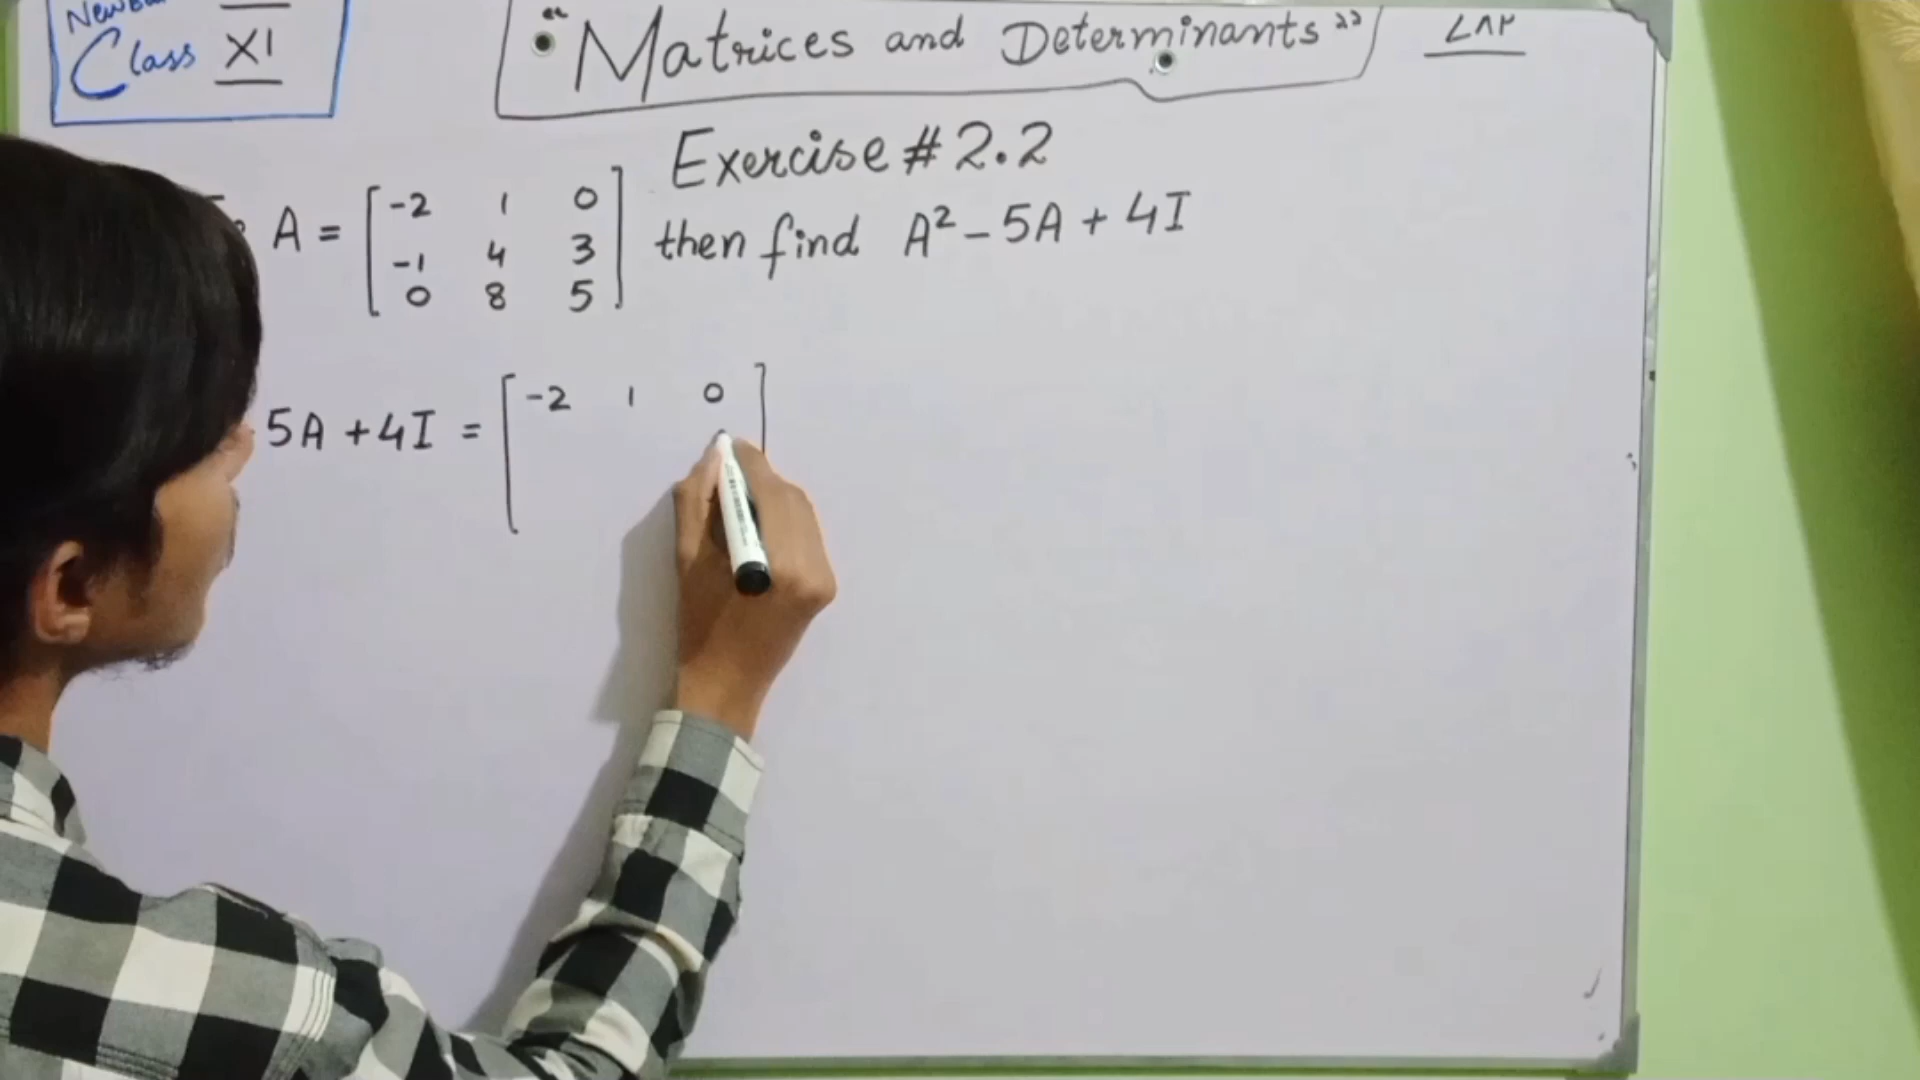 Class XI
"Matrices and Determinants"
Exercise # 2.2
A = [ -2 1 0
-1 4 3
0 8 5 ] then find A² - 5A + 4I
5A + 4I = [ -2 1 0 ]